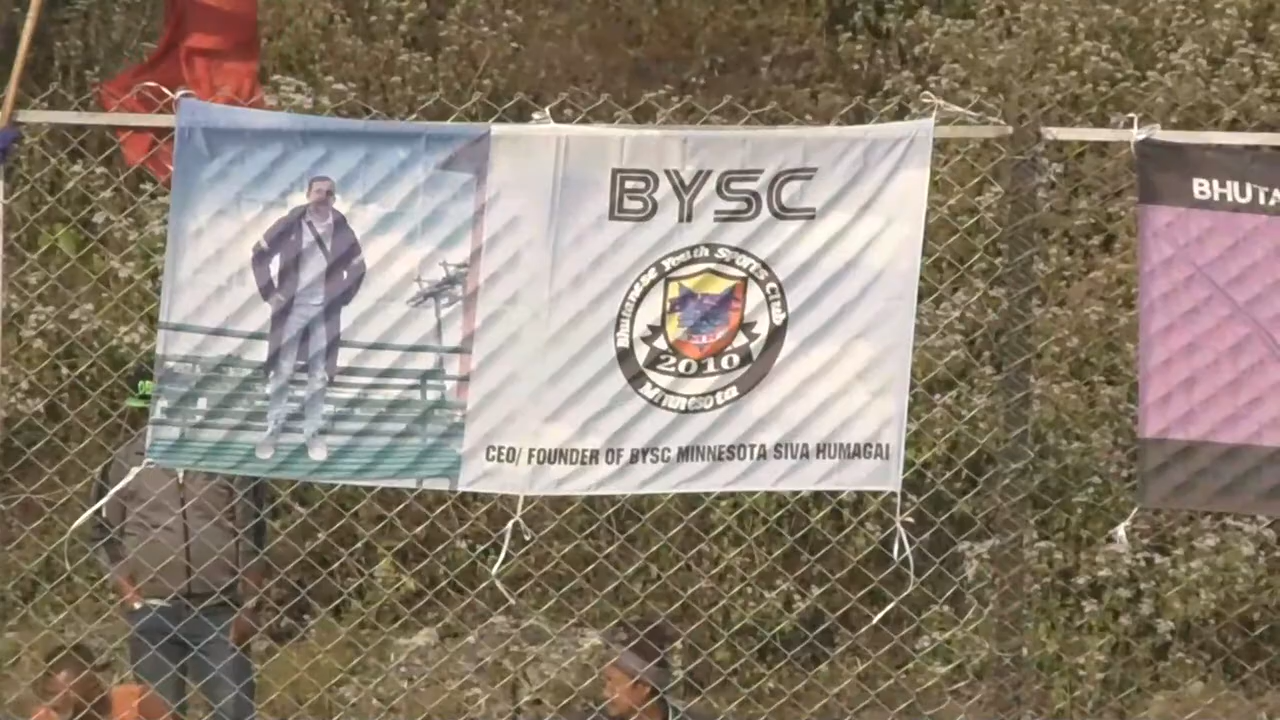 BYSC
Bhutanese Youth Sports Club
2010
Minnesota
CEO/ FOUNDER OF BYSC MINNESOTA SIVA HUMAGAI
BHUTA